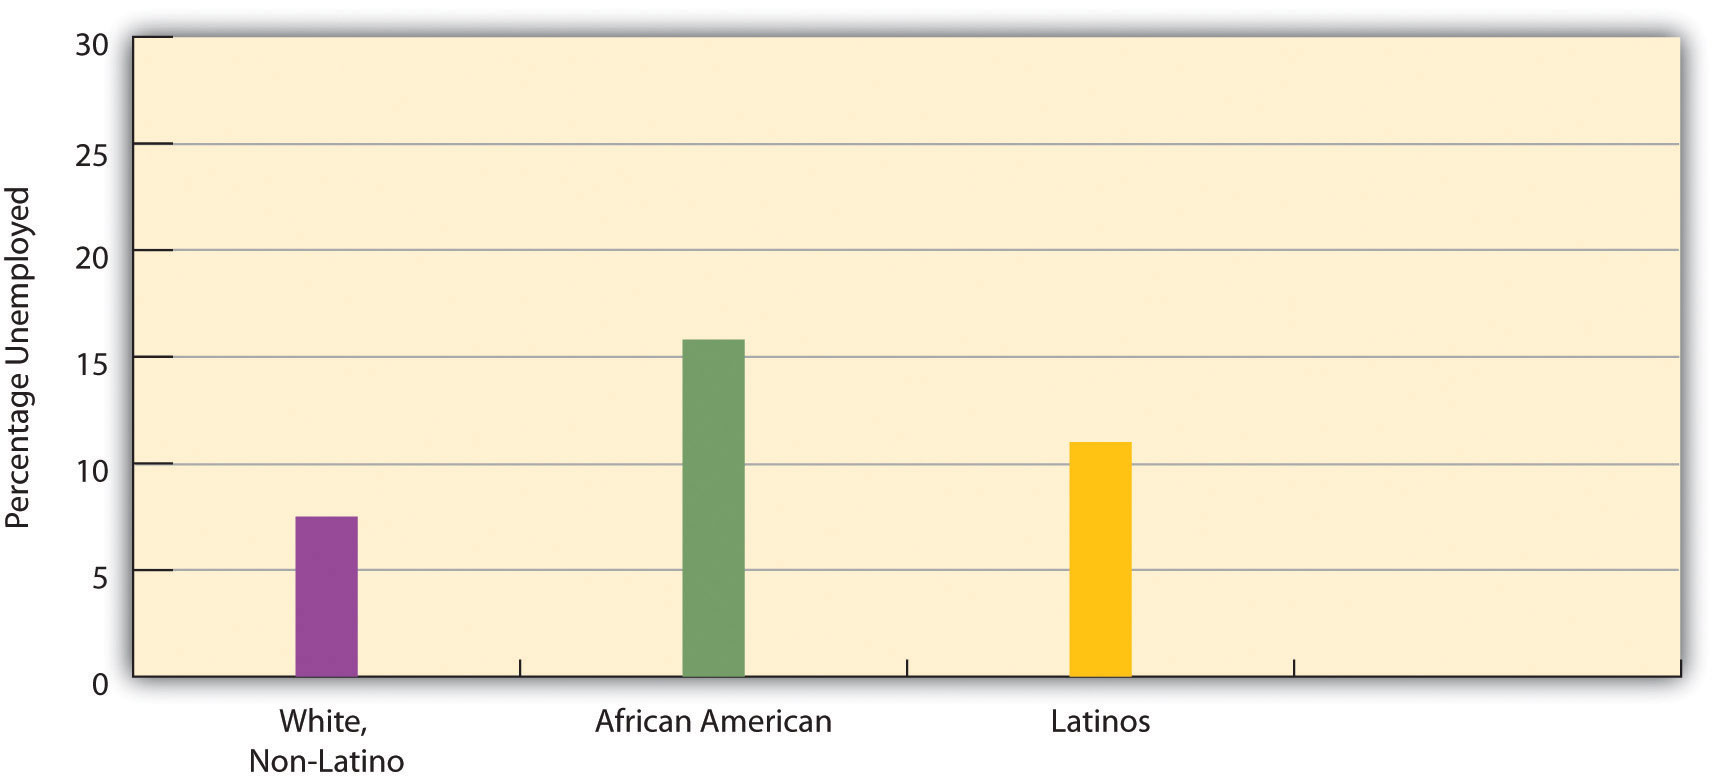 Percentage Unemployed
30
25
20
15
10
5
0
White,
Non-Latino
African American
Latinos